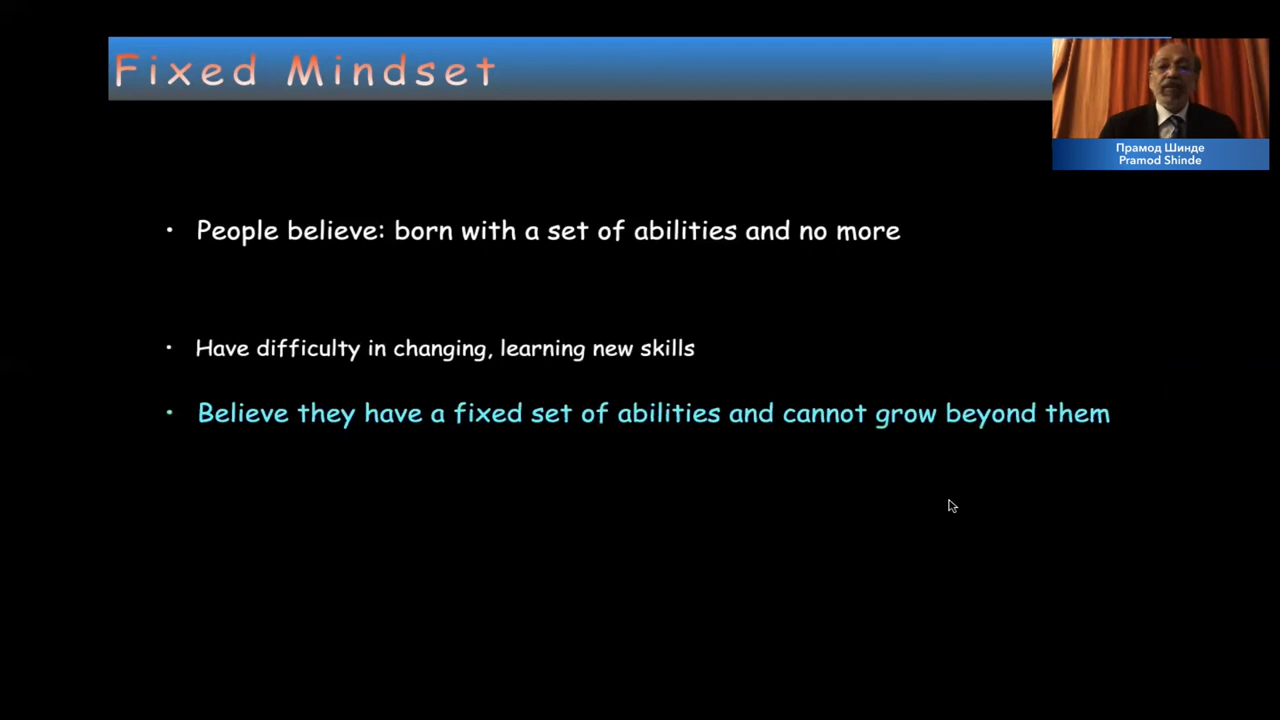 Fixed Mindset
Прамод Шинде
Pramod Shinde
• People believe: born with a set of abilities and no more
• Have difficulty in changing, learning new skills
• Believe they have a fixed set of abilities and cannot grow beyond them